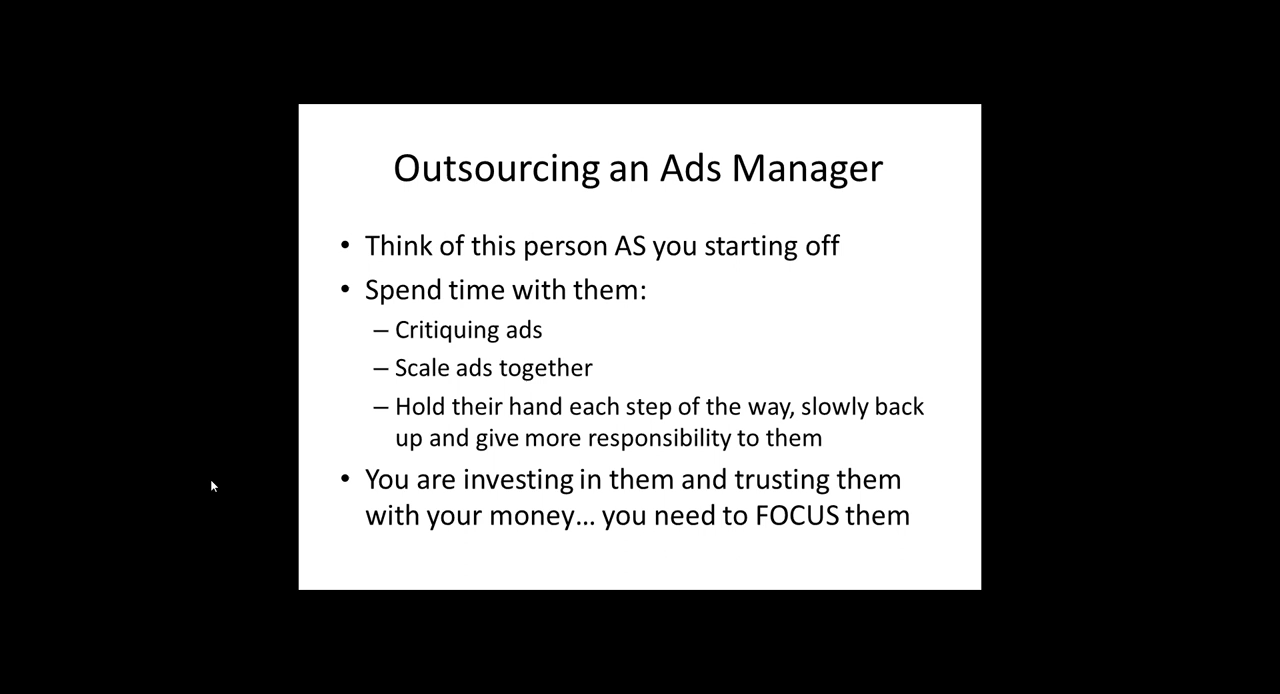 Outsourcing an Ads Manager
• Think of this person AS you starting off
• Spend time with them:
– Critiquing ads
– Scale ads together
– Hold their hand each step of the way, slowly back
up and give more responsibility to them
• You are investing in them and trusting them
with your money... you need to FOCUS them